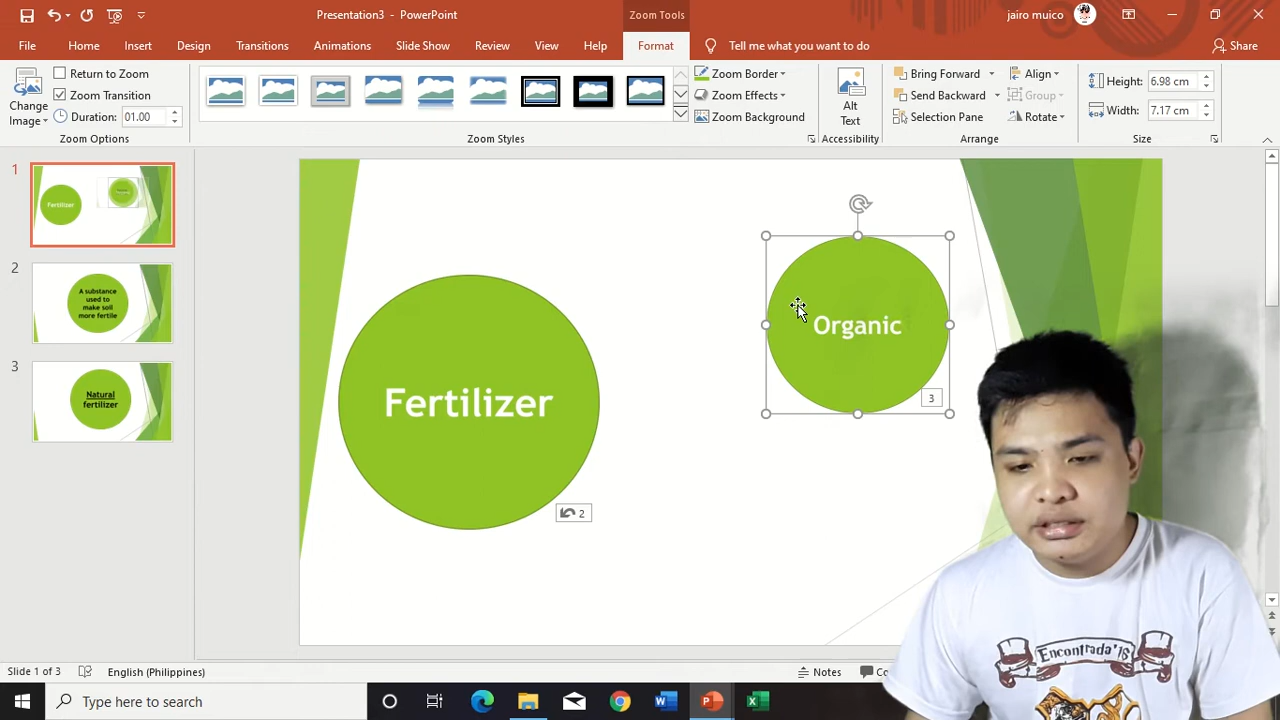 Presentation3 - PowerPoint
Zoom Tools
jairo muico
File
Home
Insert
Design
Transitions
Animations
Slide Show
Review
View
Help
Format
Tell me what you want to do
Share
Change
Image
Return to Zoom
Zoom Transition
Duration: 01.00
Zoom Options
Zoom Styles
Zoom Border
Zoom Effects
Zoom Background
Alt
Text
Accessibility
Bring Forward
Send Backward
Selection Pane
Align
Group
Rotate
Arrange
Height: 6.98 cm
Width: 7.17 cm
Size
1
Fertilizer
2
A substance
used to
make soil
more fertile
3
Natural
fertilizer
Fertilizer
2
Organic
3
Encontrada'18
Slide 1 of 3
English (Philippines)
Notes
Type here to search